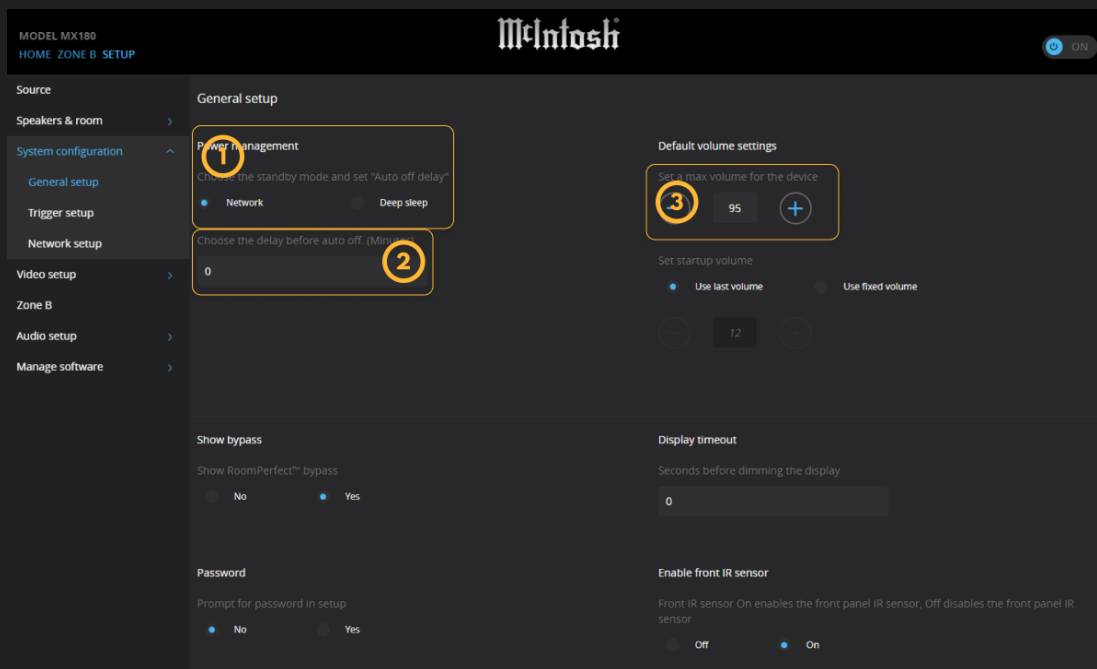 MODEL MX180
HOME ZONE B SETUP
McIntosh
ON
Source
Speakers & room
System configuration
General setup
Trigger setup
Network setup
Video setup
Zone B
Audio setup
Manage software
General setup
Power management
1
Choose the standby mode and set "Auto off delay"
Network Deep sleep
Choose the delay before auto off. (Minutes)
2
0
Default volume settings
Set a max volume for the device
3
95 +
Set startup volume
Use last volume Use fixed volume
− 12 +
Show bypass
Show RoomPerfect™ bypass
No Yes
Display timeout
Seconds before dimming the display
0
Password
Prompt for password in setup
No Yes
Enable front IR sensor
Front IR sensor On enables the front panel IR sensor, Off disables the front panel IR
sensor
Off On